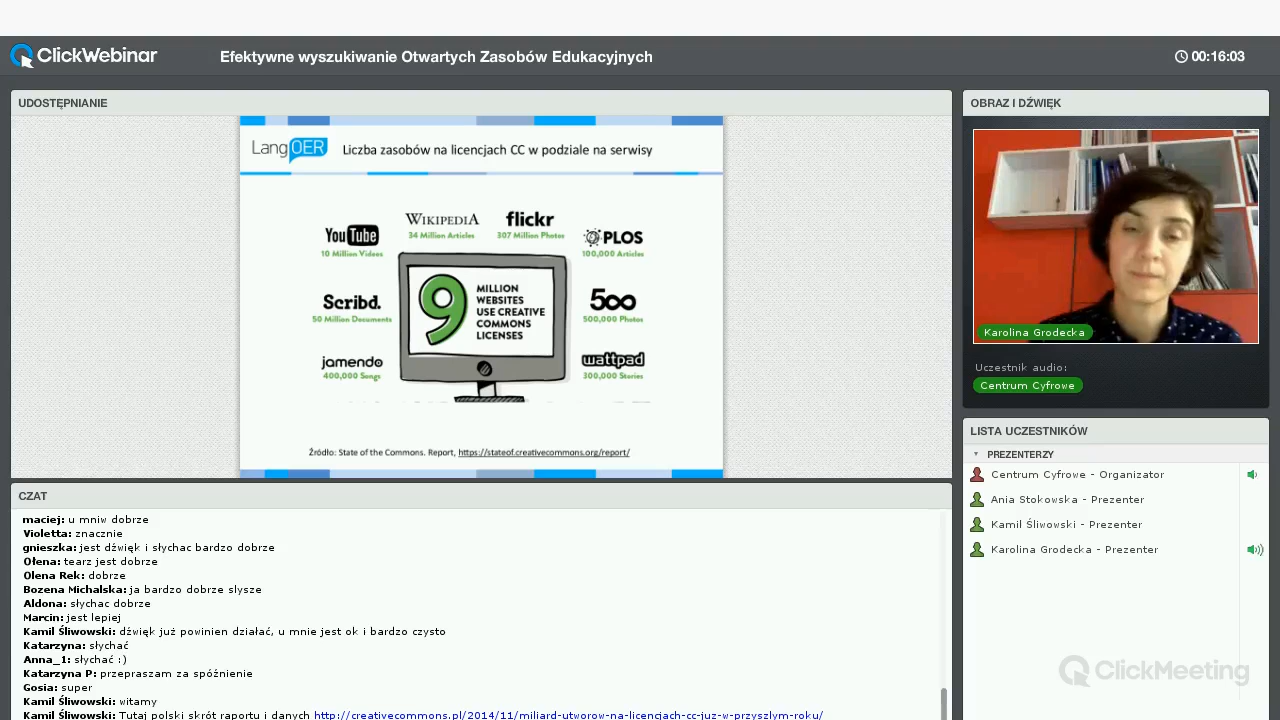 ClickWebinar
Efektywne wyszukiwanie Otwartych Zasobów Edukacyjnych
00:16:03
UDOSTĘPNIANIE
LangOER
Liczba zasobów na licencjach CC w podziale na serwisy
YouTube
10 Million Videos
WIKIPEDIA
34 Million Articles
flickr
307 Million Photos
PLOS
100,000 Articles
Scribd.
50 Million Documents
9
MILLION
WEBSITES
USE CREATIVE
COMMONS
LICENSES
500
500,000 Photos
jamendo
400,000 Songs
wattpad
300,000 Stories
Źródło: State of the Commons. Report, https://stateof.creativecommons.org/report/
OBRAZ I DŹWIĘK
Karolina Grodecka
Uczestnik audio:
Centrum Cyfrowe
LISTA UCZESTNIKÓW
PREZENTERZY
Centrum Cyfrowe - Organizator
Ania Stokowska - Prezenter
Kamil Śliwowski - Prezenter
Karolina Grodecka - Prezenter
ClickMeeting
CZAT
maciej: u mniw dobrze
Violetta: znacznie
gnieszka: jest dźwięk i słychac bardzo dobrze
Ołena: tearz jest dobrze
Olena Rek: dobrze
Bozena Michalska: ja bardzo dobrze slysze
Aldona: słychac dobrze
Marcin: jest lepiej
Kamil Śliwowski: dźwięk już powinien działać, u mnie jest ok i bardzo czysto
Katarzyna: słychać
Anna_1: słychać :)
Katarzyna P: przepraszam za spóźnienie
Gosia: super
Kamil Śliwowski: witamy
Kamil Śliwowski: Tutaj polski skrót raportu i danych http://creativecommons.pl/2014/11/miliard-utworow-na-licencjach-cc-juz-w-przyszlym-roku/